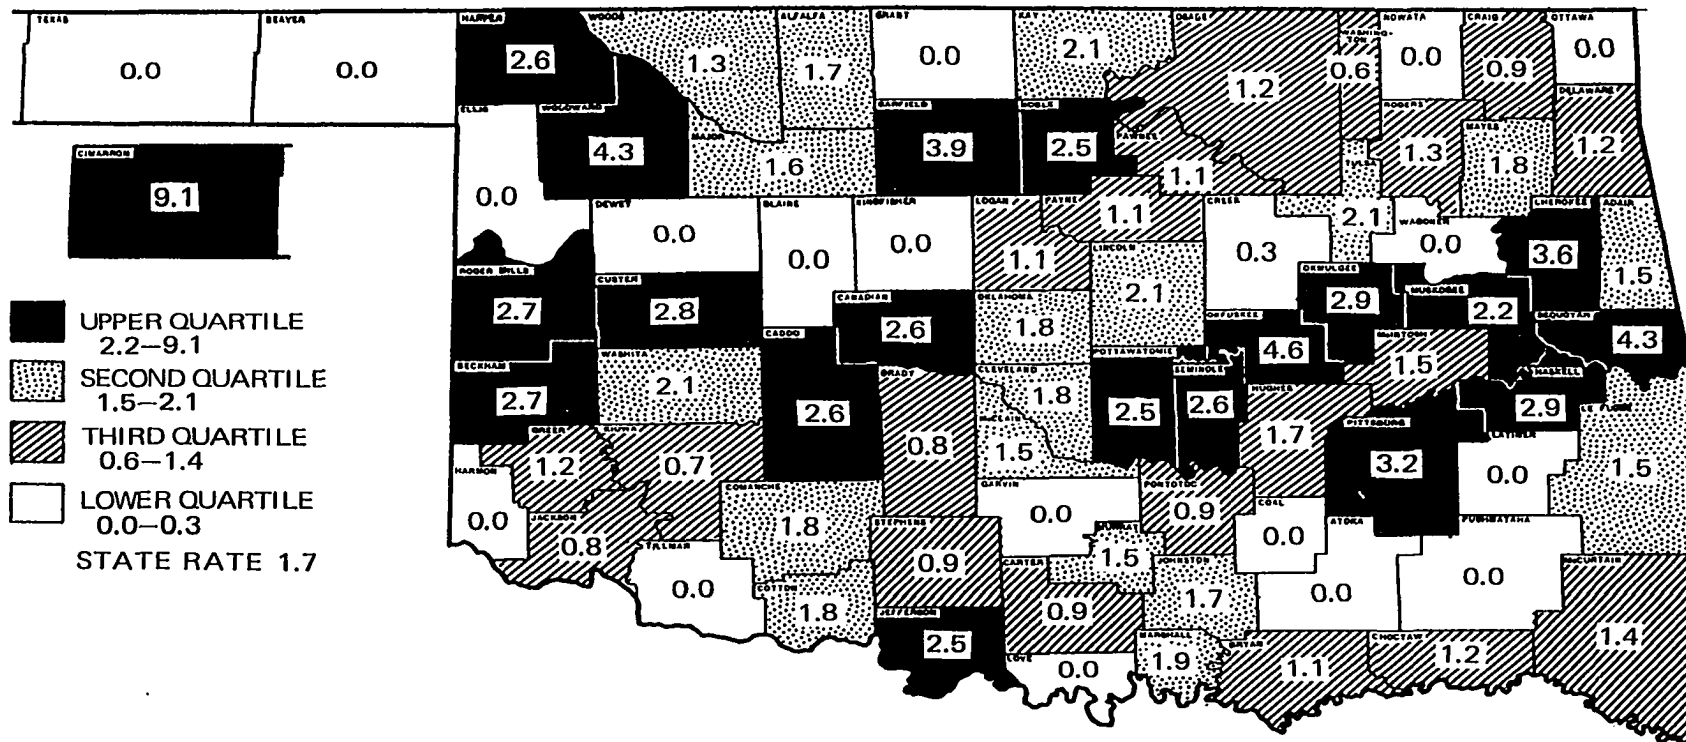 TEXAS
0.0
BEAVER
0.0
HARPER
2.6
WOODS
1.3
ALFALFA
1.7
GRANT
0.0
KAY
2.1
OSAGE
1.2
WASHING-
TON
0.6
NOWATA
0.0
CRAIG
0.9
OTTAWA
0.0
CIMARRON
9.1
ELLIS
0.0
WOODWARD
4.3
MAJOR
1.6
GARFIELD
3.9
NOBLE
2.5
PAWNEE
1.1
ROGERS
1.3
MAYES
1.8
DELAWARE
1.2
DEWEY
0.0
BLAINE
0.0
KINGFISHER
0.0
LOGAN
1.1
PAYNE
1.1
CREEK
0.3
TULSA
2.1
WAGONER
0.0
CHEROKEE
3.6
ADAIR
1.5
ROGER MILLS
2.7
CUSTER
2.8
CANADIAN
2.6
OKLAHOMA
1.8
LINCOLN
2.1
OKFUSKEE
4.6
OKMULGEE
2.9
MUSKOGEE
2.2
SEQUOYAH
4.3
BECKHAM
2.7
WASHITA
2.1
CADDO
2.6
GRADY
0.8
CLEVELAND
1.8
1.5
POTTAWATOMIE
2.5
SEMINOLE
2.6
HUGHES
1.7
McINTOSH
1.5
HASKELL
2.9
PITTSBURG
3.2
LATIMER
0.0
LE FLORE
1.5
HARMON
0.0
GREER
1.2
KIOWA
0.7
JACKSON
0.8
COMANCHE
1.8
TILLMAN
0.0
COTTON
1.8
STEPHENS
0.9
JEFFERSON
2.5
GARVIN
0.0
MURRAY
1.5
PONTOTOC
0.9
COAL
0.0
ATOKA
0.0
PUSHMATAHA
0.0
McCURTAIN
1.4
CARTER
0.9
JOHNSTON
1.7
LOVE
0.0
MARSHALL
1.9
BRYAN
1.1
CHOCTAW
1.2
UPPER QUARTILE
2.2–9.1
SECOND QUARTILE
1.5–2.1
THIRD QUARTILE
0.6–1.4
LOWER QUARTILE
0.0–0.3
STATE RATE 1.7